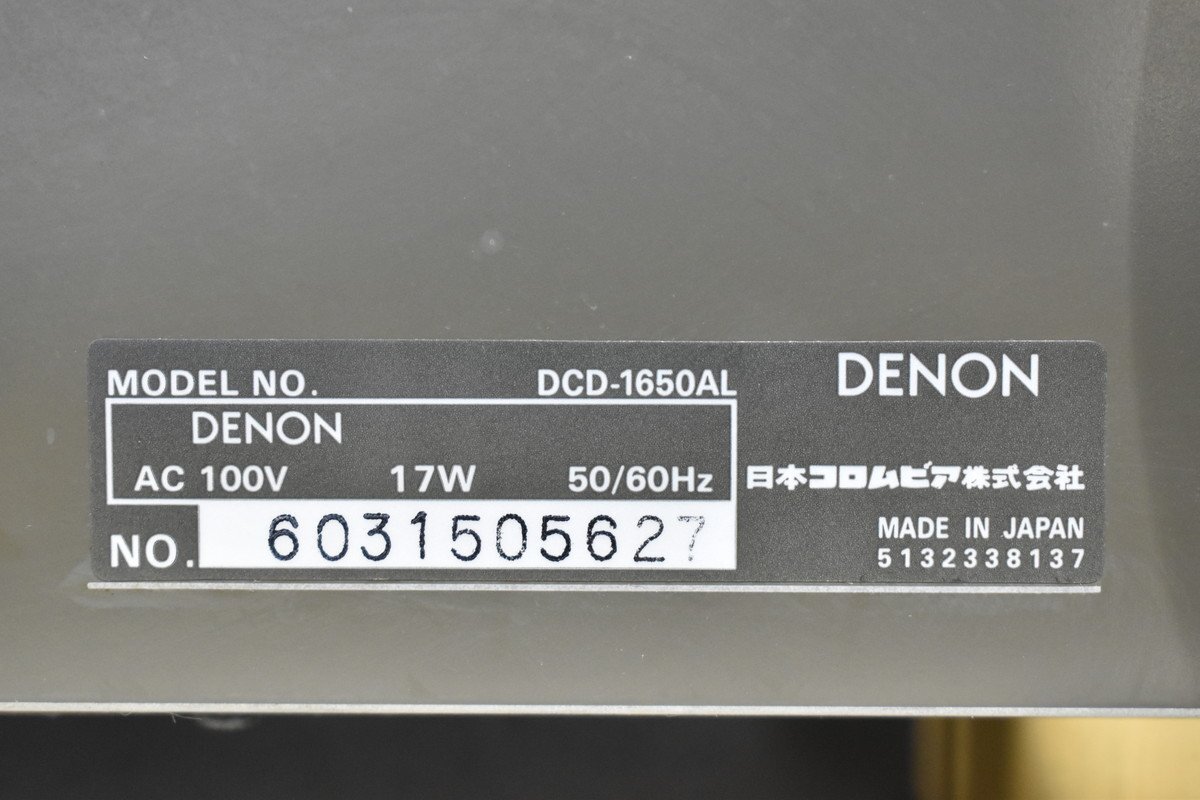 MODEL NO. DCD-1650AL
DENON
AC 100V 17W 50/60Hz
NO. 6031505627
DENON
日本コロムビア株式会社
MADE IN JAPAN
5132338137